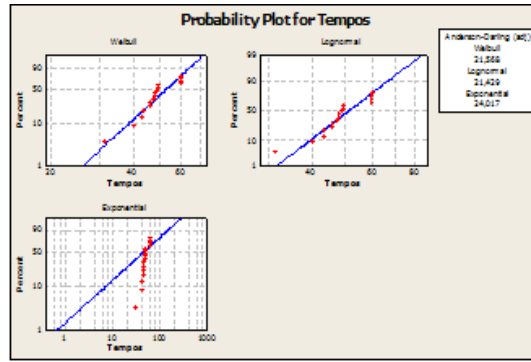 Probability Plot for Tempos
Weibull
Percent
90
50
10
1
20
40
60
Tempos
Lognormal
Percent
99
90
50
10
1
40
60
80
Tempos
Anderson-Darling (adj)
Weibull
21,568
Lognormal
21,429
Exponential
24,017
Exponential
Percent
90
50
10
1
1
10
100
1000
Tempos